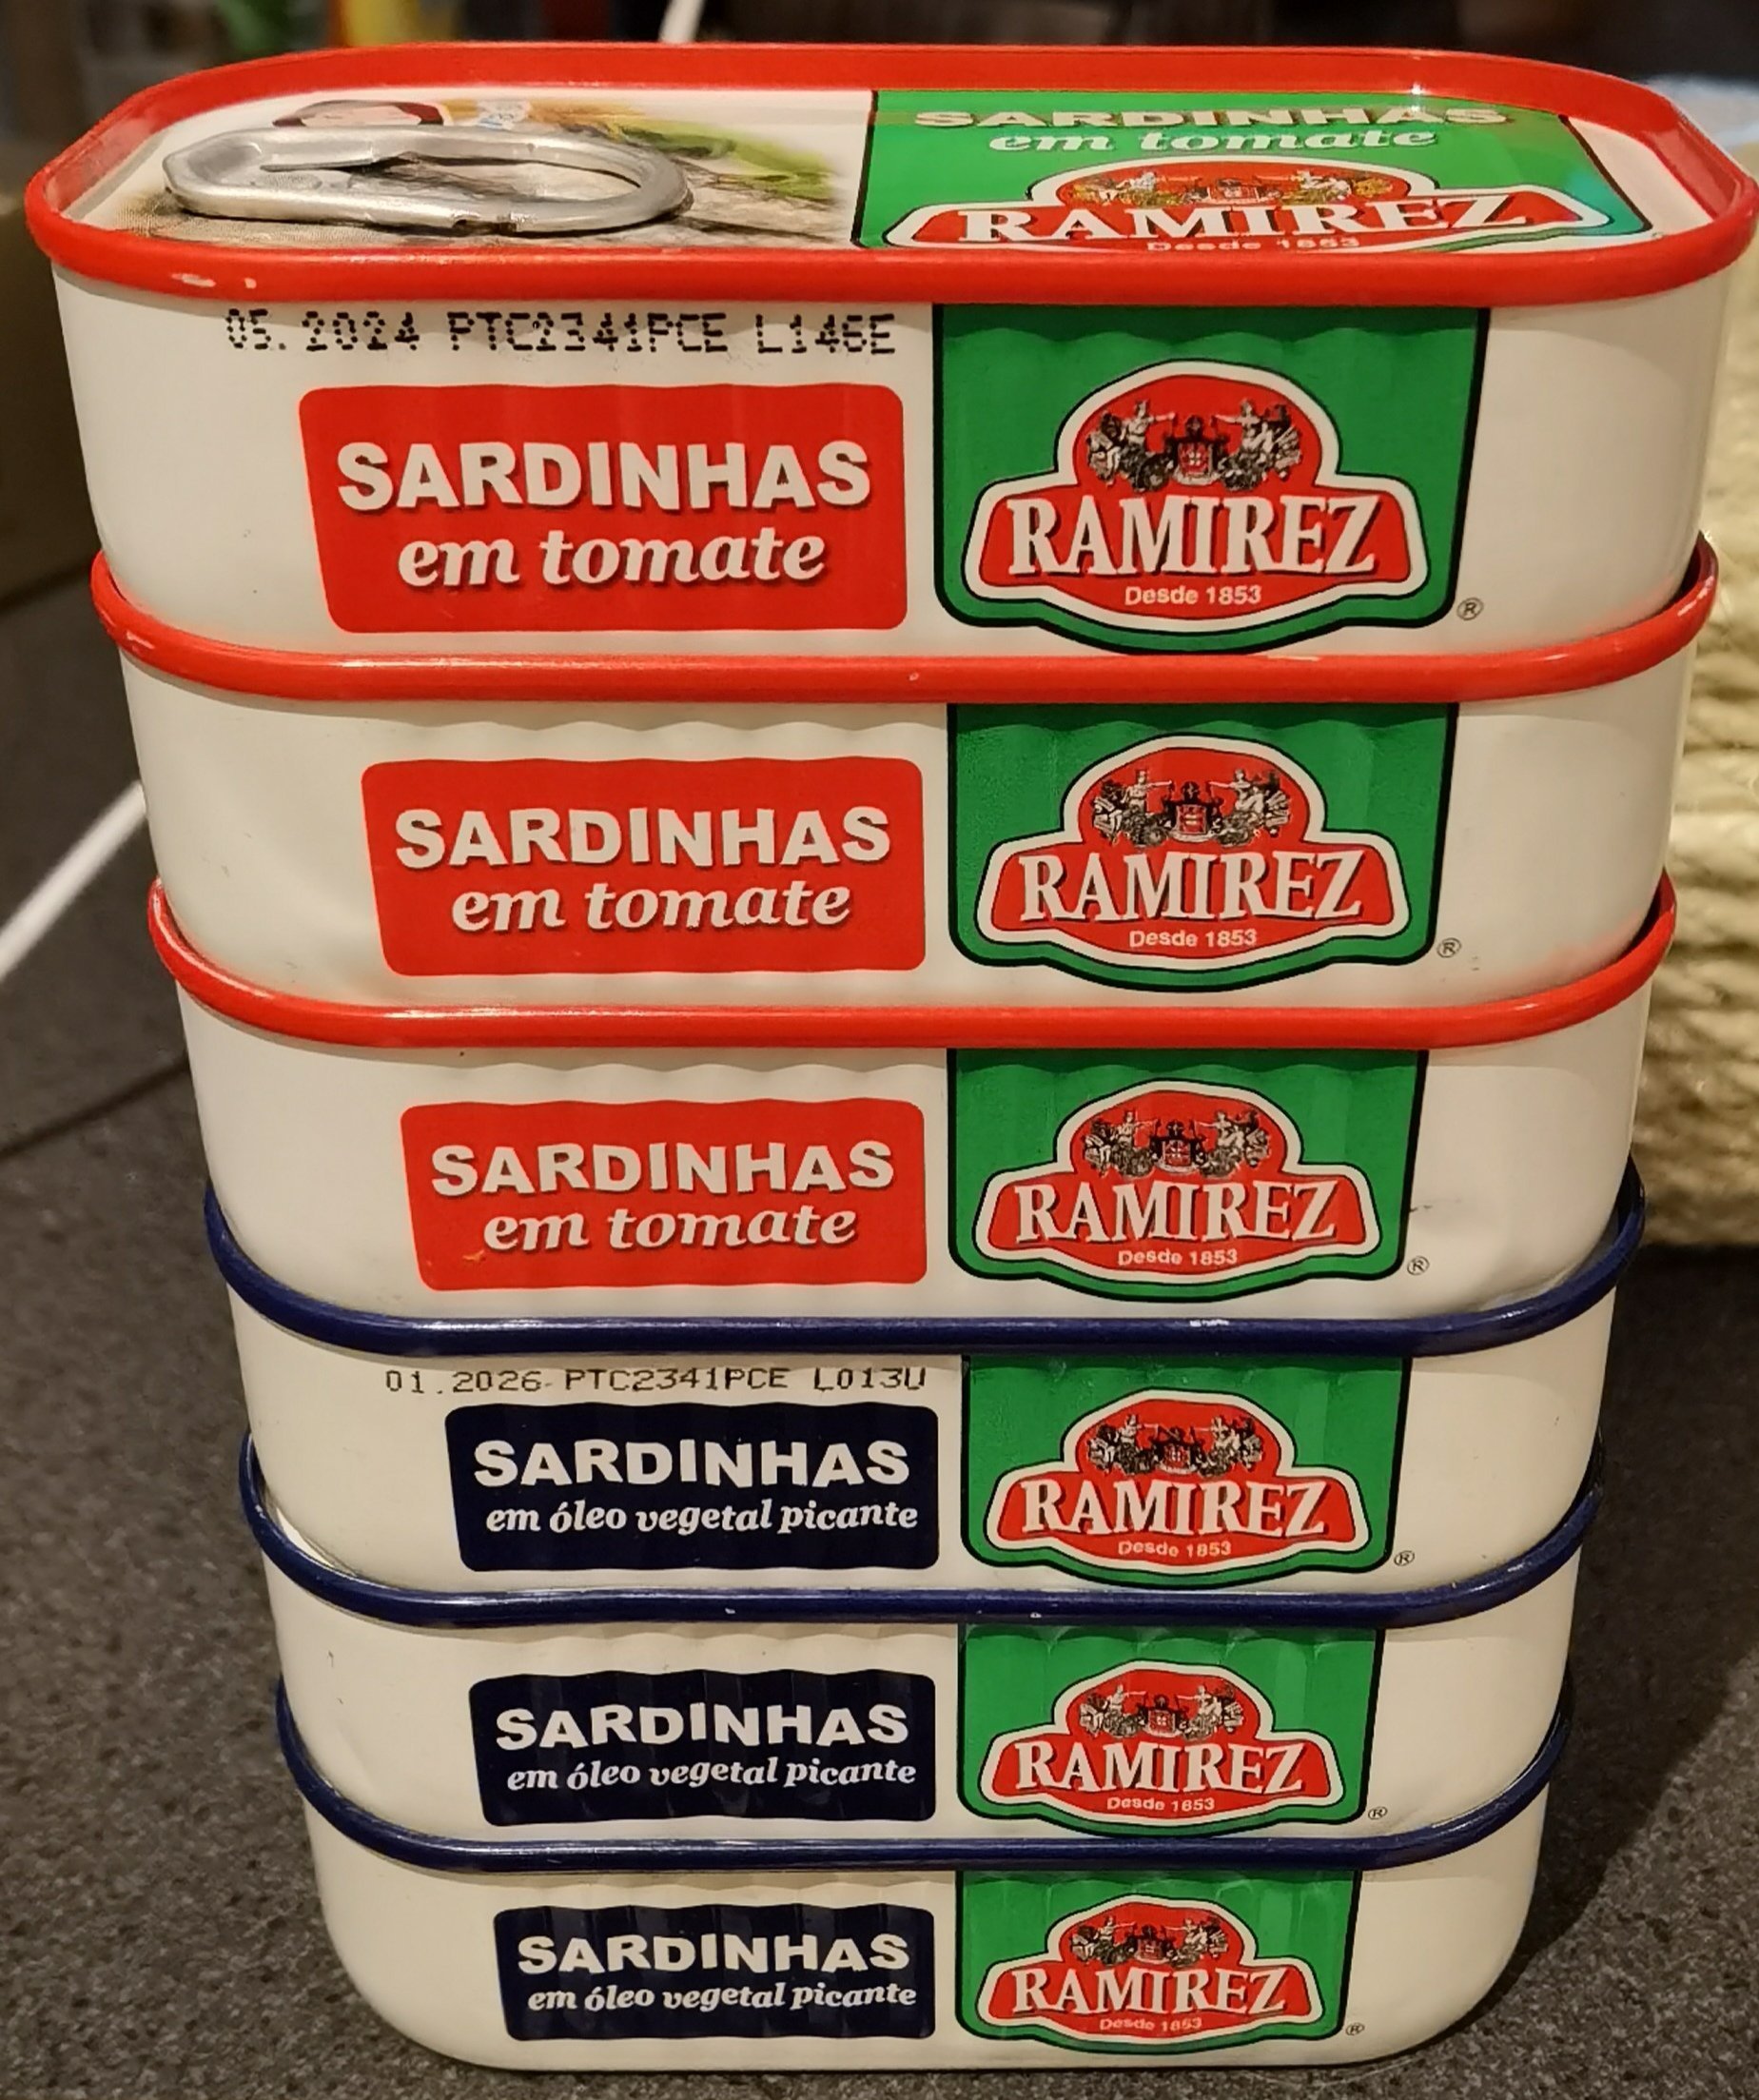 SARDINHAS
em tomate
RAMIREZ
Desde 1853
05.2024 PTC2341PCE L146E
SARDINHAS
em tomate
RAMIREZ
Desde 1853
®
SARDINHAS
em tomate
RAMIREZ
Desde 1853
®
SARDINHAS
em tomate
RAMIREZ
Desde 1853
®
01.2026 PTC2341PCE L013U
SARDINHAS
em óleo vegetal picante
RAMIREZ
Desde 1853
®
SARDINHAS
em óleo vegetal picante
RAMIREZ
Desde 1853
®
SARDINHAS
em óleo vegetal picante
RAMIREZ
Desde 1853
®